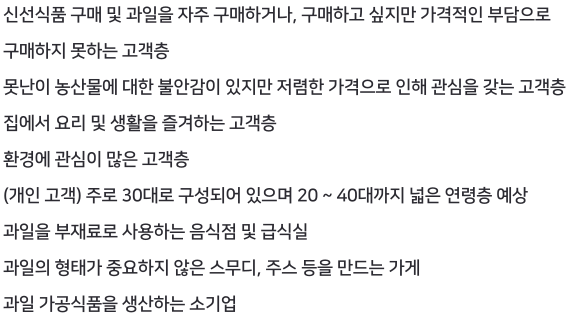 신선식품 구매 및 과일을 자주 구매하거나, 구매하고 싶지만 가격적인 부담으로
구매하지 못하는 고객층
못난이 농산물에 대한 불안감이 있지만 저렴한 가격으로 인해 관심을 갖는 고객층
집에서 요리 및 생활을 즐겨하는 고객층
환경에 관심이 많은 고객층
(개인 고객) 주로 30대로 구성되어 있으며 20 ~ 40대까지 넓은 연령층 예상
과일을 부재료로 사용하는 음식점 및 급식실
과일의 형태가 중요하지 않은 스무디, 주스 등을 만드는 가게
과일 가공식품을 생산하는 소기업